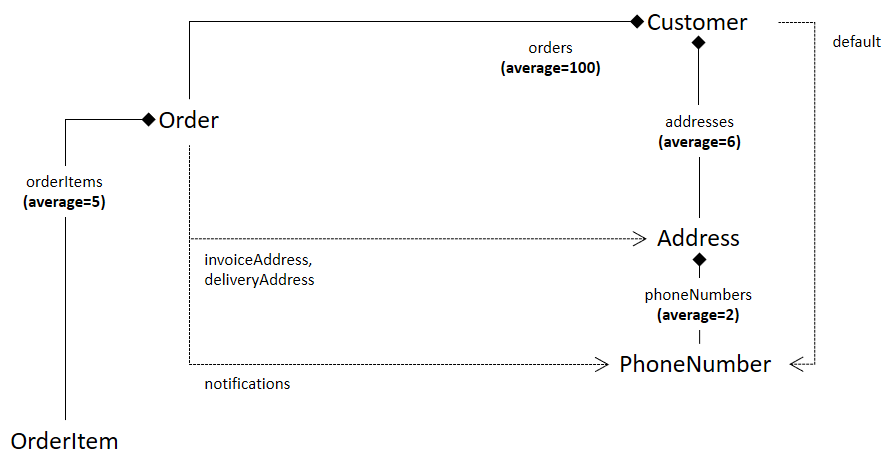 Customer
default
orders
(average=100)
Order
addresses
(average=6)
orderItems
(average=5)
Address
invoiceAddress,
deliveryAddress
phoneNumbers
(average=2)
PhoneNumber
notifications
OrderItem